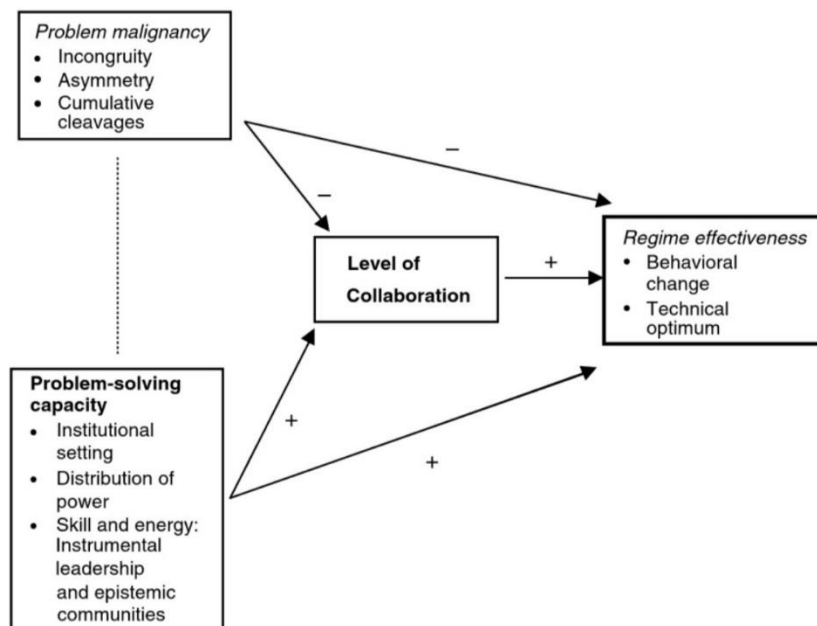 Problem malignancy
• Incongruity
• Asymmetry
• Cumulative
cleavages
–
–
Level of
Collaboration
+
Regime effectiveness
• Behavioral
change
• Technical
optimum
Problem-solving
capacity
• Institutional
setting
• Distribution of
power
• Skill and energy:
Instrumental
leadership
and epistemic
communities
+
+